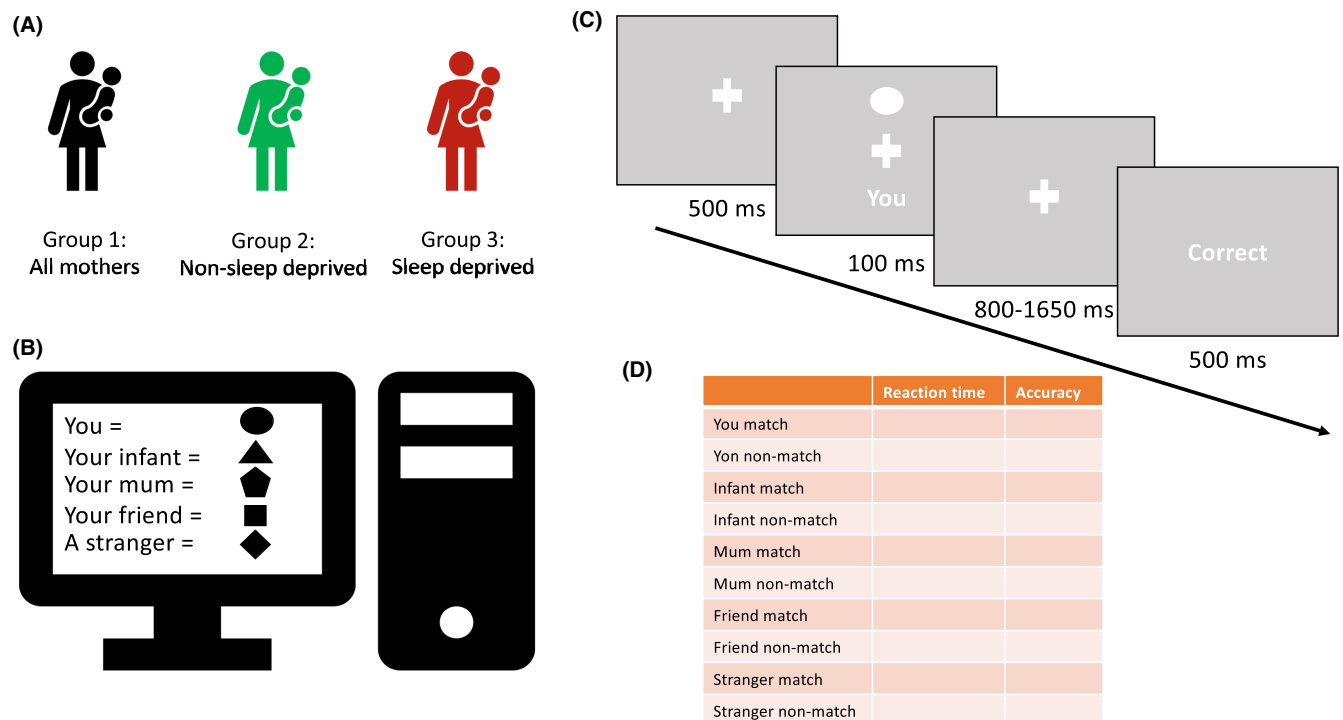 (A)
Group 1:
All mothers
Group 2:
Non-sleep deprived
Group 3:
Sleep deprived
(B)
You =
Your infant =
Your mum =
Your friend =
A stranger =
(C)
500 ms
You
100 ms
800-1650 ms
Correct
500 ms
(D)
Reaction time Accuracy
You match
Yon non-match
Infant match
Infant non-match
Mum match
Mum non-match
Friend match
Friend non-match
Stranger match
Stranger non-match